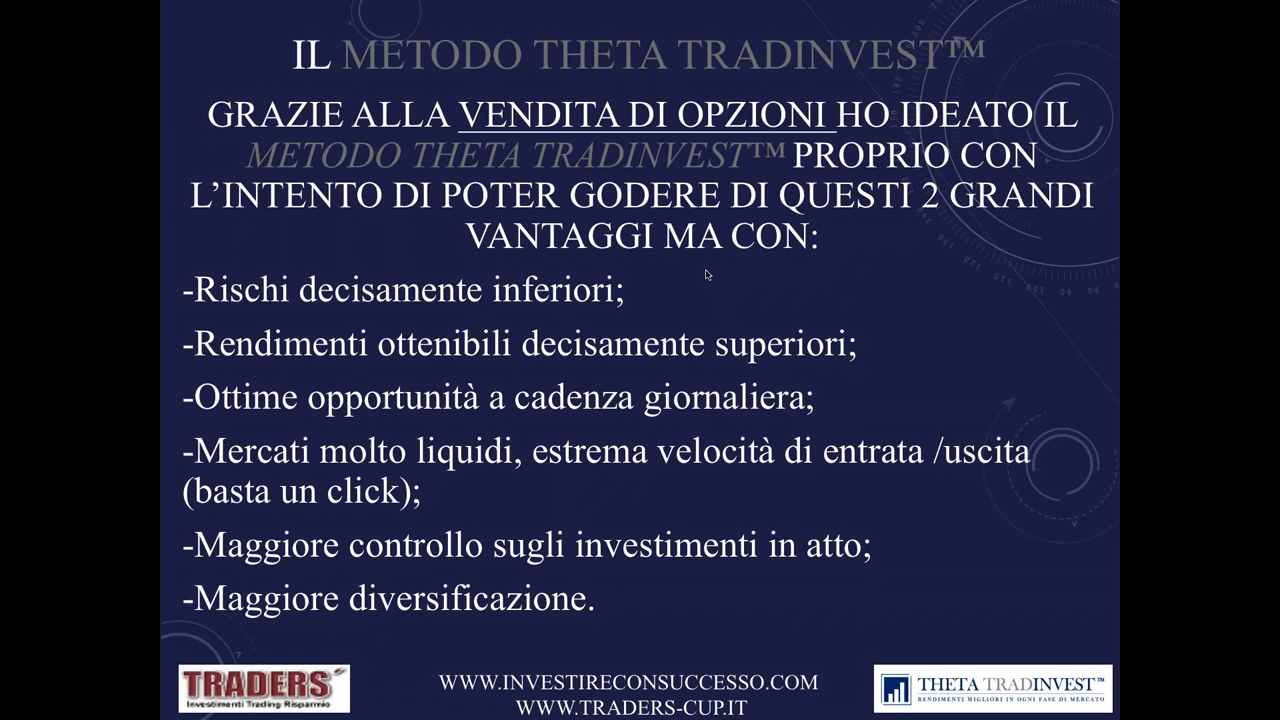 IL METODO THETA TRADINVEST™
GRAZIE ALLA VENDITA DI OPZIONI HO IDEATO IL
METODO THETA TRADINVEST™ PROPRIO CON
L’INTENTO DI POTER GODERE DI QUESTI 2 GRANDI
VANTAGGI MA CON:
-Rischi decisamente inferiori;
-Rendimenti ottenibili decisamente superiori;
-Ottime opportunità a cadenza giornaliera;
-Mercati molto liquidi, estrema velocità di entrata /uscita
(basta un click);
-Maggiore controllo sugli investimenti in atto;
-Maggiore diversificazione.
TRADERS´
Investimenti Trading Risparmio
WWW.INVESTIRECONSUCCESSO.COM
WWW.TRADERS-CUP.IT
THETA TRADINVEST™
RENDIMENTI MIGLIORI IN OGNI FASE DI MERCATO